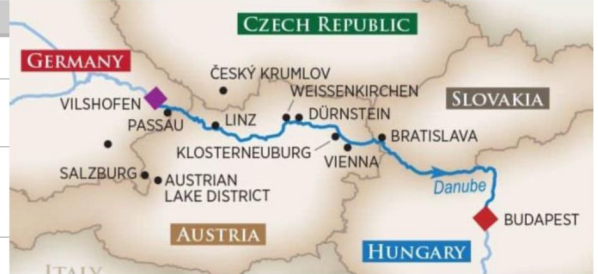 CZECH REPUBLIC
GERMANY
ČESKÝ KRUMLOV
WEISSENKIRCHEN
VILSHOFEN
SLOVAKIA
PASSAU
LINZ
DÜRNSTEIN
BRATISLAVA
KLOSTERNEUBURG
VIENNA
SALZBURG
AUSTRIAN
LAKE DISTRICT
Danube
BUDAPEST
AUSTRIA
HUNGARY
ITALY